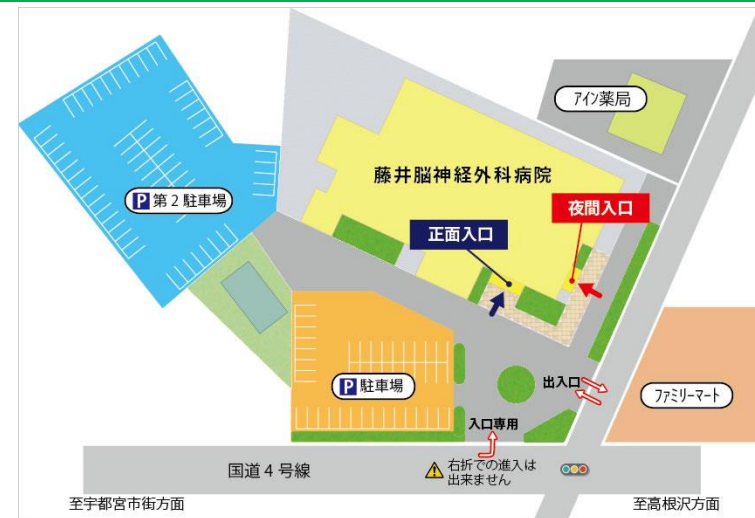 アイン薬局
藤井脳神経外科病院
夜間入口
正面入口
P 第2駐車場
P 駐車場
出入口
ファミリーマート
入口専用
国道4号線
右折での進入は
出来ません
至宇都宮市街方面
至高根沢方面